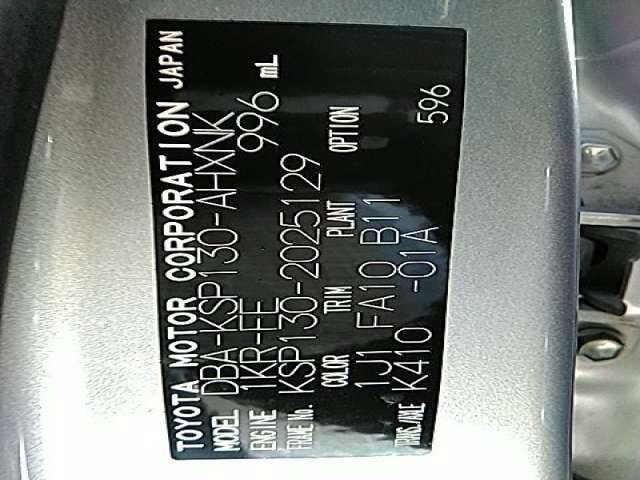 TOYOTA MOTOR CORPORATION JAPAN
MODEL DBA-KSP130-AHXNK
ENGINE 1KR-FE 996 mL
FRAME No. KSP130-2025129
COLOR TRIM PLANT OPTION
1J1 FA10 B11
TRANS./AXLE K410 -01A 596